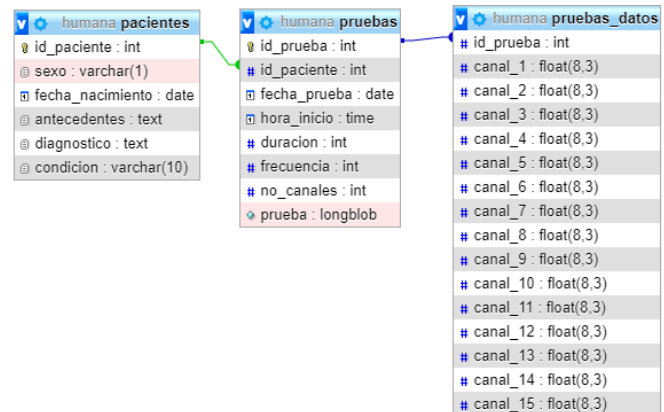 humana pacientes
id_paciente : int
sexo : varchar(1)
fecha_nacimiento : date
antecedentes : text
diagnostico : text
condicion : varchar(10)
humana pruebas
id_prueba : int
# id_paciente : int
fecha_prueba : date
hora_inicio : time
# duracion : int
# frecuencia : int
# no_canales : int
prueba : longblob
humana pruebas_datos
# id_prueba : int
# canal_1 : float(8,3)
# canal_2 : float(8,3)
# canal_3 : float(8,3)
# canal_4 : float(8,3)
# canal_5 : float(8,3)
# canal_6 : float(8,3)
# canal_7 : float(8,3)
# canal_8 : float(8,3)
# canal_9 : float(8,3)
# canal_10 : float(8,3)
# canal_11 : float(8,3)
# canal_12 : float(8,3)
# canal_13 : float(8,3)
# canal_14 : float(8,3)
# canal_15 : float(8,3)